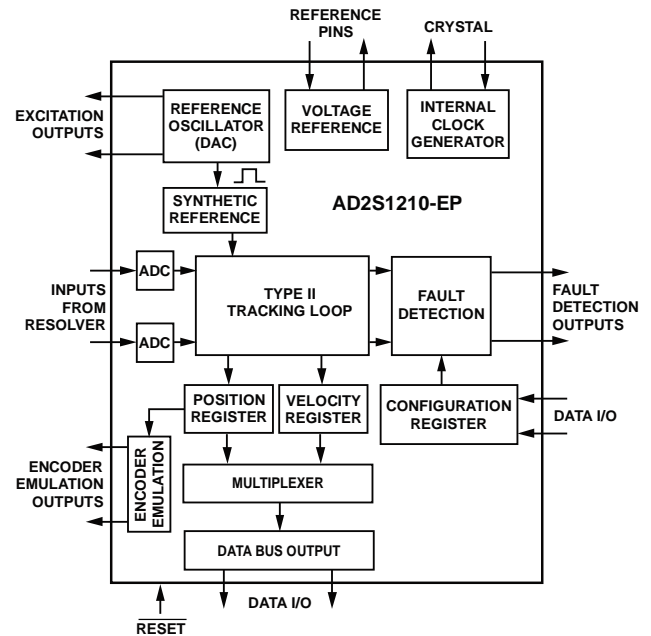 REFERENCE
PINS
CRYSTAL
EXCITATION
OUTPUTS
REFERENCE
OSCILLATOR
(DAC)
VOLTAGE
REFERENCE
INTERNAL
CLOCK
GENERATOR
SYNTHETIC
REFERENCE
AD2S1210-EP
INPUTS
FROM
RESOLVER
ADC
ADC
TYPE II
TRACKING LOOP
FAULT
DETECTION
FAULT
DETECTION
OUTPUTS
POSITION
REGISTER
VELOCITY
REGISTER
CONFIGURATION
REGISTER
DATA I/O
ENCODER
EMULATION
OUTPUTS
ENCODER
EMULATION
MULTIPLEXER
DATA BUS OUTPUT
DATA I/O
RESET